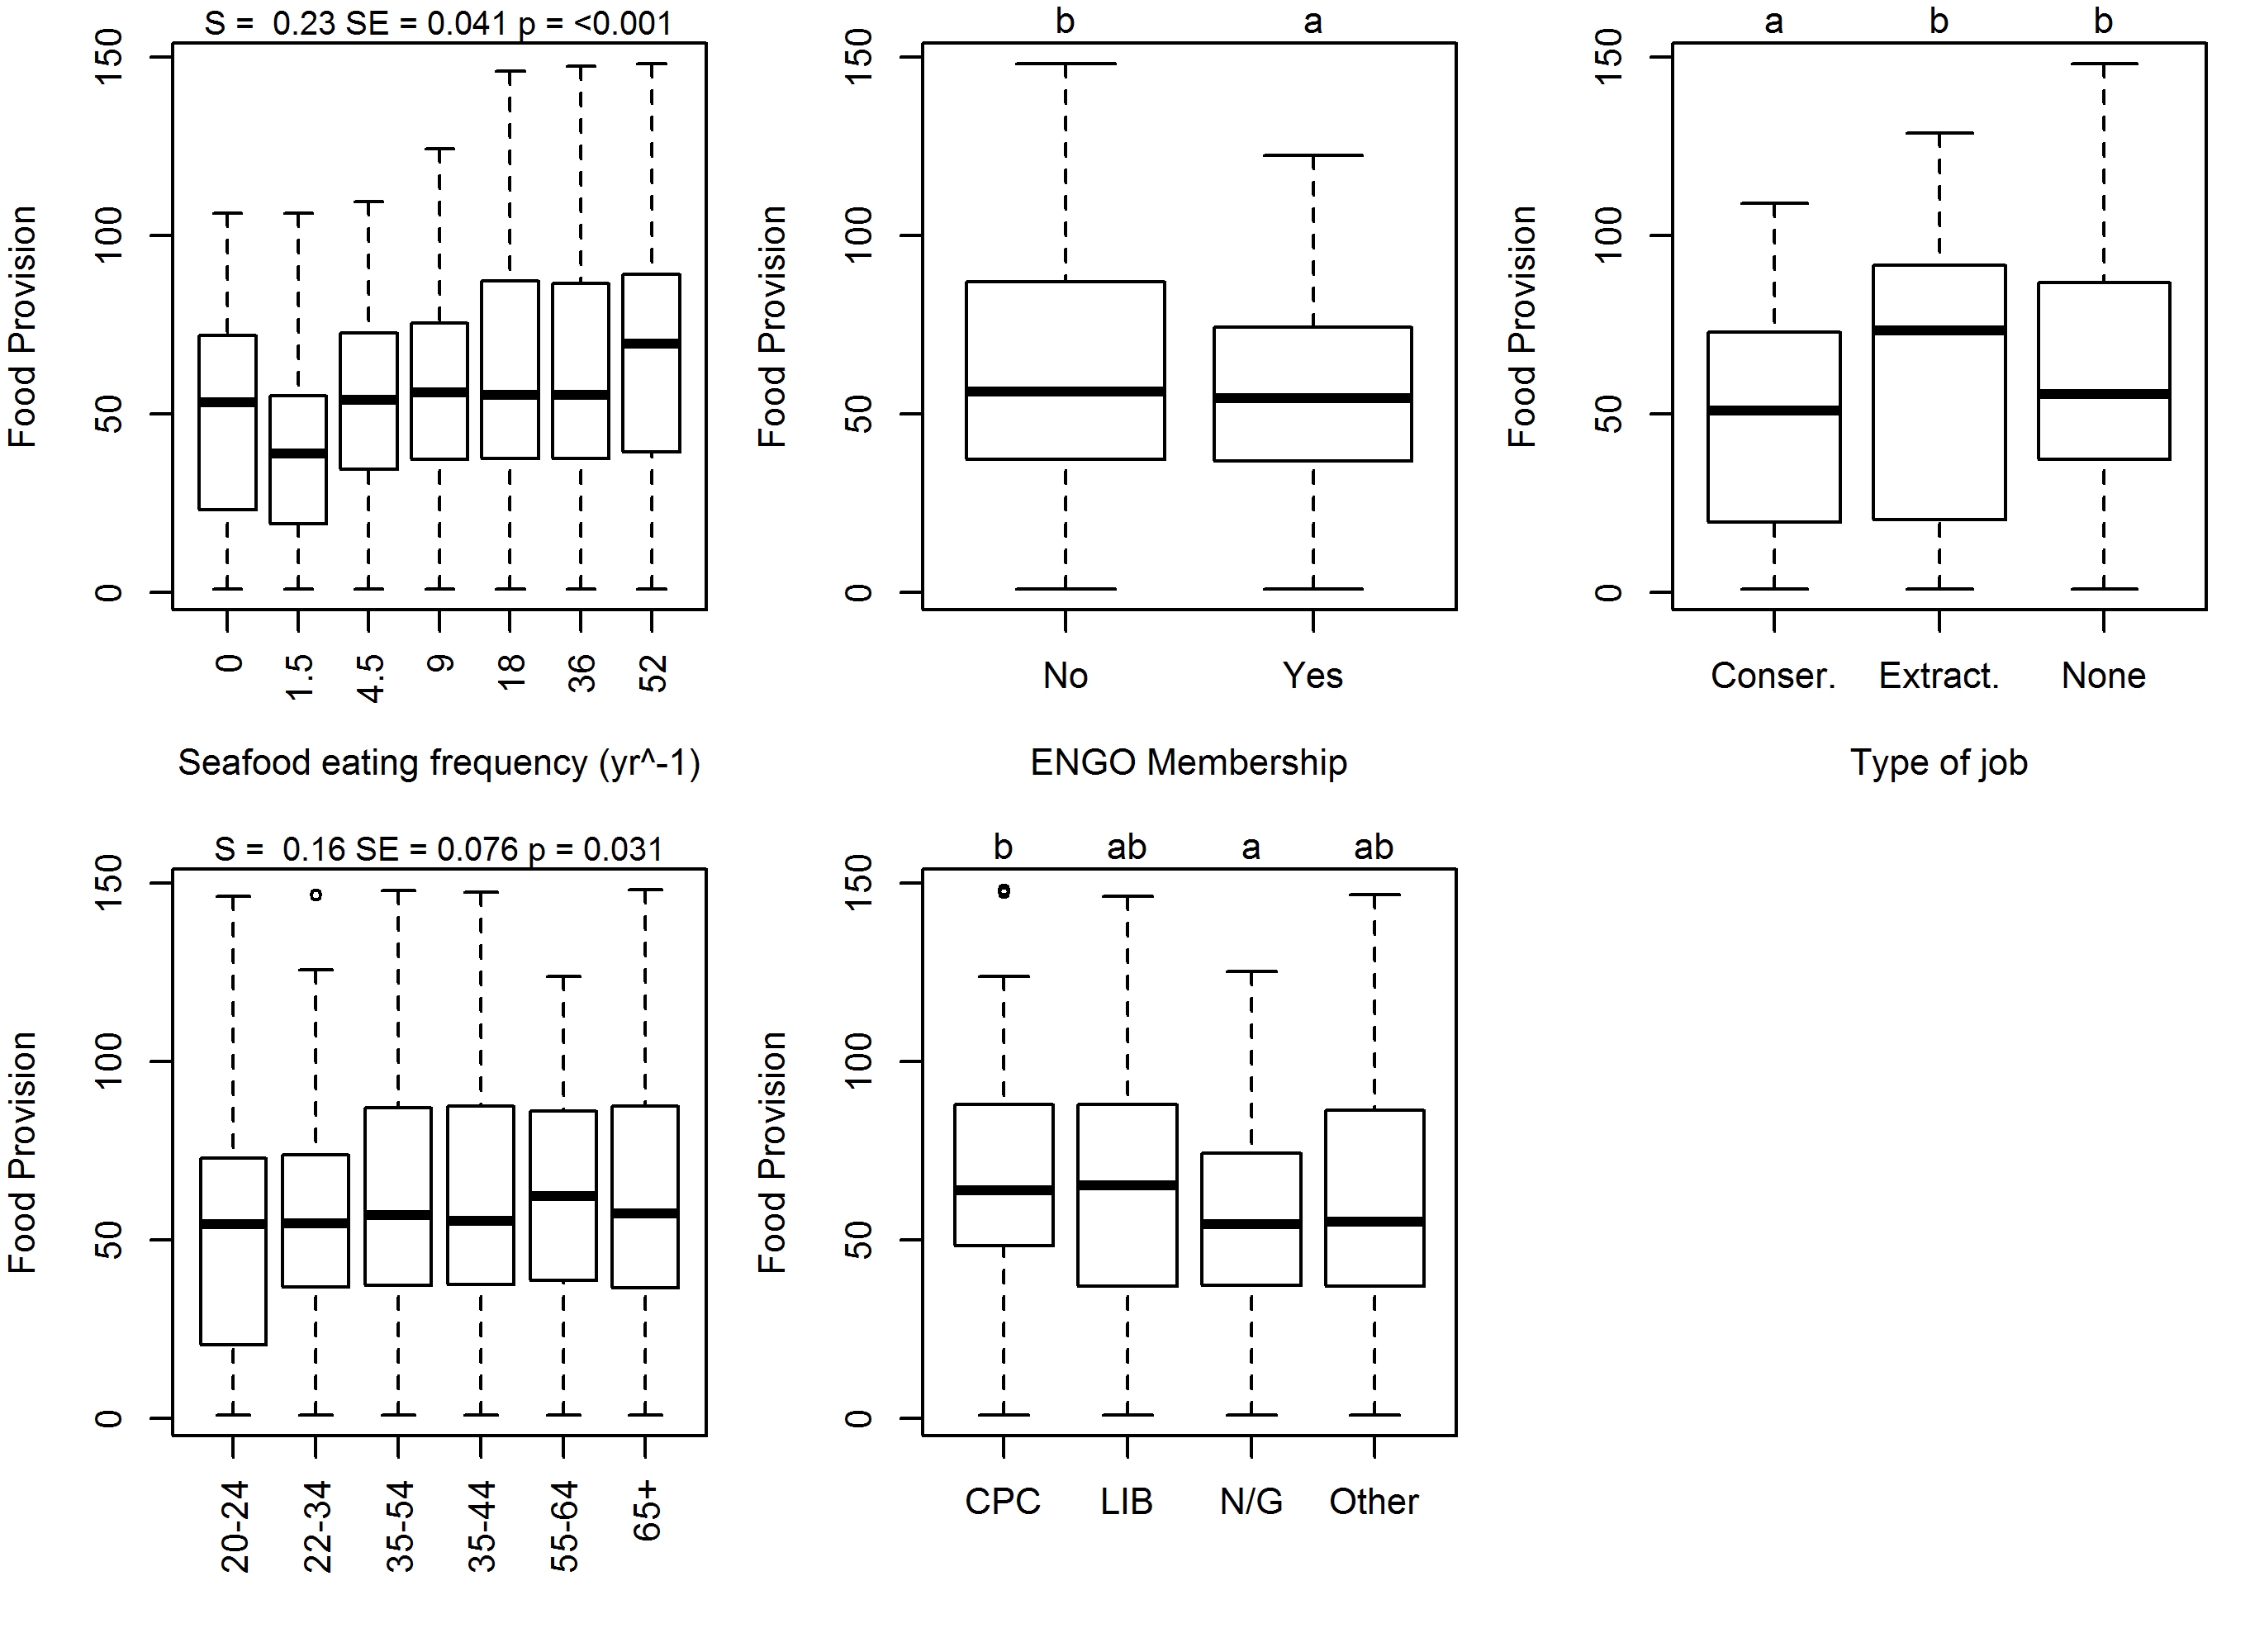 S =  0.23 SE = 0.041 p = <0.001
Food Provision
150
100
50
0
0 1.5 4.5 9 18 36 52
Seafood eating frequency (yr^-1)
b a
Food Provision
150
100
50
0
No Yes
ENGO Membership
a b b
Food Provision
150
100
50
0
Conser. Extract. None
Type of job
S =  0.16 SE = 0.076 p = 0.031
Food Provision
150
100
50
0
20-24 22-34 35-54 35-44 55-64 65+
b ab a ab
Food Provision
150
100
50
0
CPC LIB N/G Other